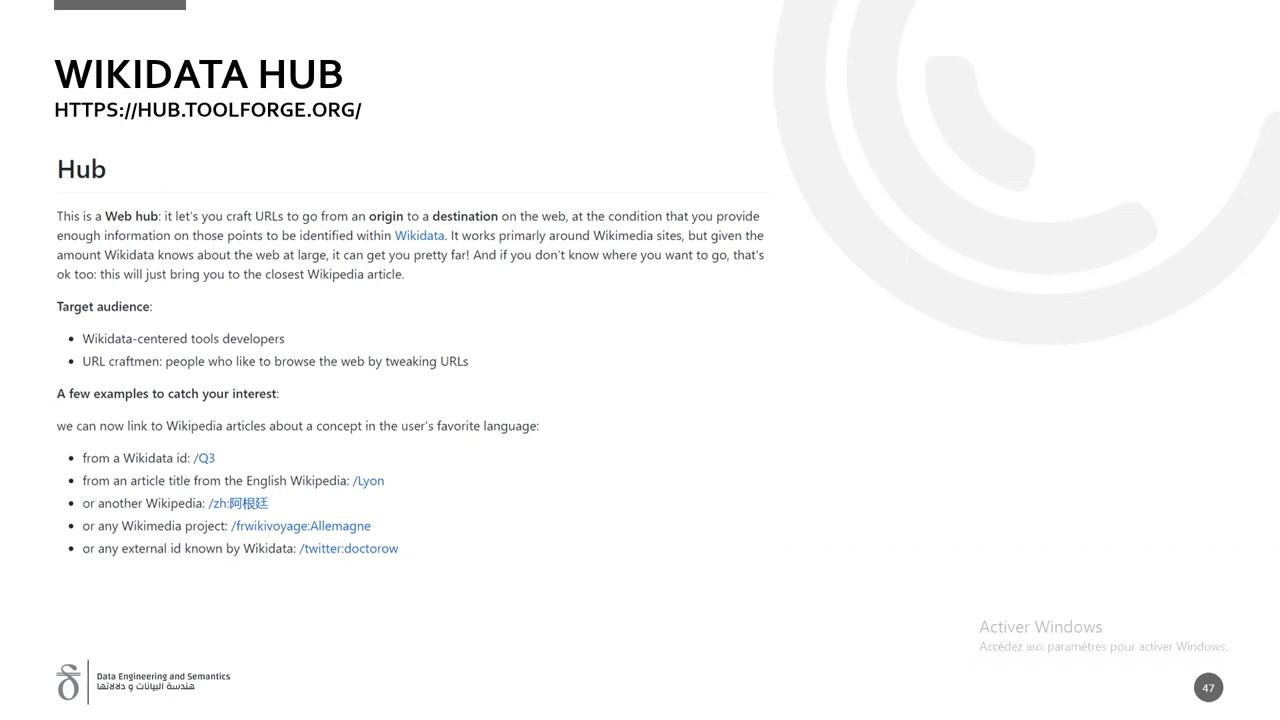 WIKIDATA HUB
HTTPS://HUB.TOOLFORGE.ORG/
Hub
This is a Web hub: it let's you craft URLs to go from an origin to a destination on the web, at the condition that you provide
enough information on those points to be identified within Wikidata. It works primarly around Wikimedia sites, but given the
amount Wikidata knows about the web at large, it can get you pretty far! And if you don't know where you want to go, that's
ok too: this will just bring you to the closest Wikipedia article.
Target audience:
• Wikidata-centered tools developers
• URL craftmen: people who like to browse the web by tweaking URLs
A few examples to catch your interest:
we can now link to Wikipedia articles about a concept in the user's favorite language:
• from a Wikidata id: /Q3
• from an article title from the English Wikipedia: /Lyon
• or another Wikipedia: /zh:阿根廷
• or any Wikimedia project: /frwikivoyage:Allemagne
• or any external id known by Wikidata: /twitter:doctorow
Activer Windows
Accédez aux paramètres pour activer Windows.
Data Engineering and Semantics
هندسة البيانات و دلالاتها
47